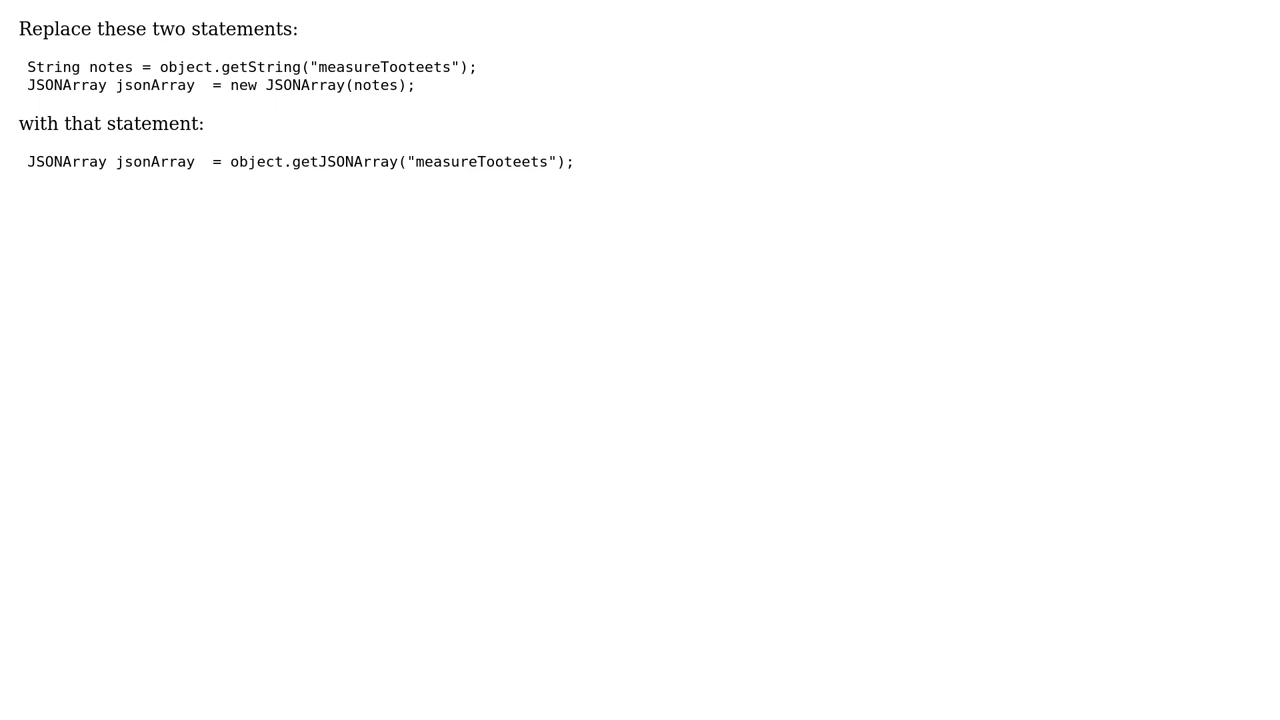 Replace these two statements:
String notes = object.getString("measureTooteets");
JSONArray jsonArray  = new JSONArray(notes);
with that statement:
JSONArray jsonArray  = object.getJSONArray("measureTooteets");